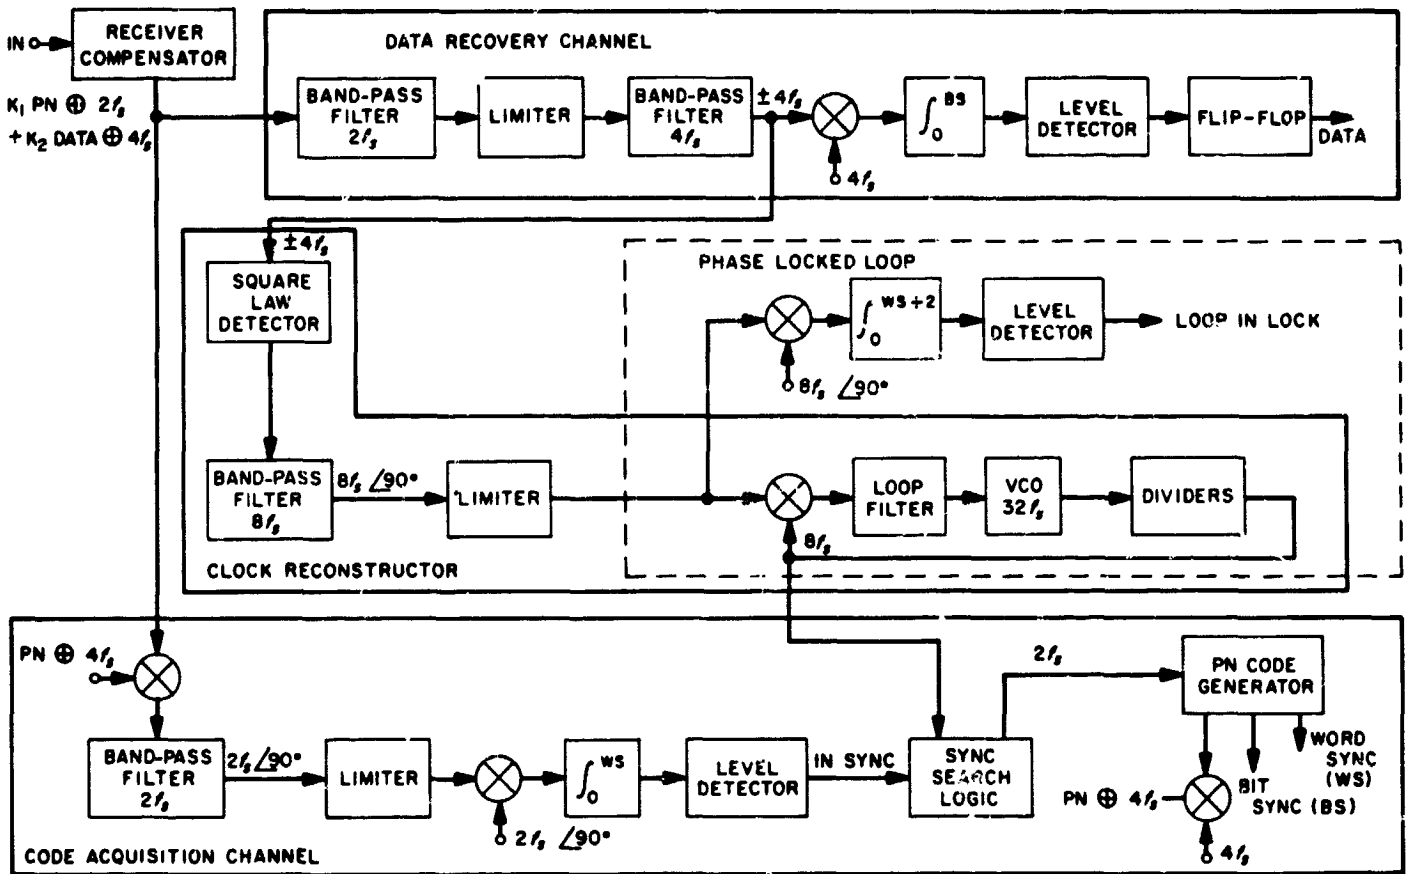 IN
RECEIVER
COMPENSATOR
K₁ PN ⊕ 2fₛ
+ K₂ DATA ⊕ 4fₛ
DATA RECOVERY CHANNEL
BAND-PASS
FILTER
2fₛ
LIMITER
BAND-PASS
FILTER
4fₛ
±4fₛ
4fₛ
∫₀ BS
LEVEL
DETECTOR
FLIP-FLOP
DATA
±4fₛ
SQUARE
LAW
DETECTOR
PHASE LOCKED LOOP
8fₛ ∠90°
∫₀ WS+2
LEVEL
DETECTOR
LOOP IN LOCK
BAND-PASS
FILTER
8fₛ
8fₛ ∠90°
LIMITER
8fₛ
LOOP
FILTER
VCO
32fₛ
DIVIDERS
CLOCK RECONSTRUCTOR
PN ⊕ 4fₛ
BAND-PASS
FILTER
2fₛ
2fₛ ∠90°
LIMITER
2fₛ ∠90°
∫₀ WS
LEVEL
DETECTOR
IN SYNC
SYNC
SEARCH
LOGIC
2fₛ
PN CODE
GENERATOR
WORD
SYNC
(WS)
BIT
SYNC (BS)
PN ⊕ 4fₛ
4fₛ
CODE ACQUISITION CHANNEL